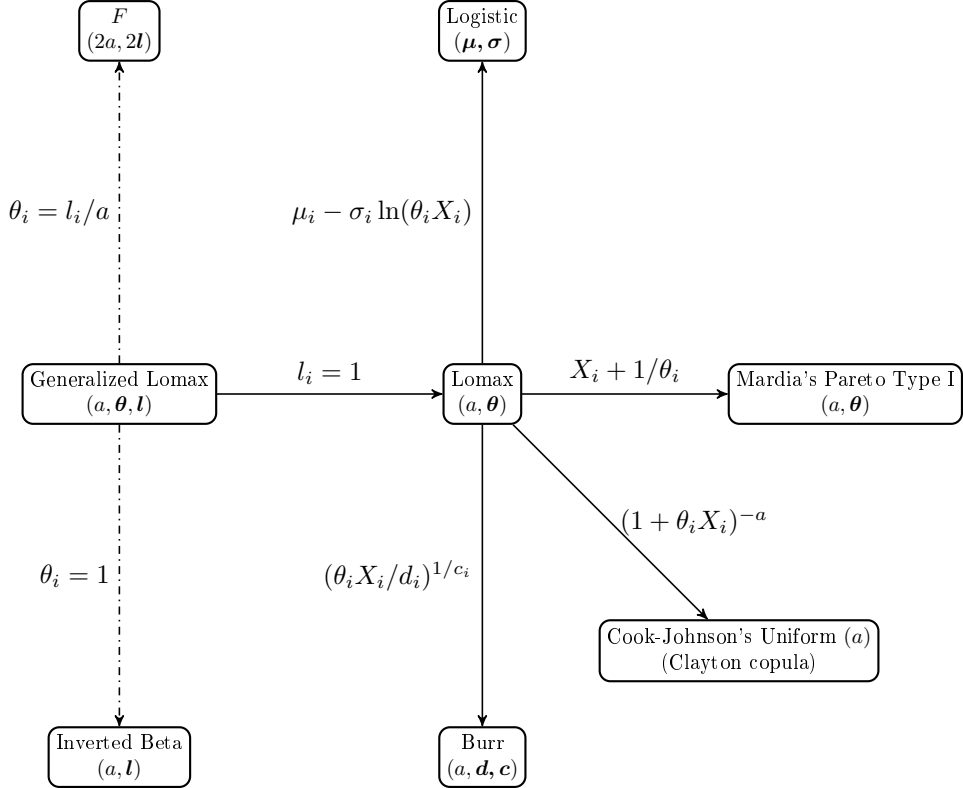 F
(2a, 2l)
Logistic
(μ, σ)
θ_i = l_i/a
μ_i − σ_i ln(θ_i X_i)
Generalized Lomax
(a, θ, l)
l_i = 1
Lomax
(a, θ)
X_i + 1/θ_i
Mardia's Pareto Type I
(a, θ)
(1 + θ_i X_i)^{−a}
θ_i = 1
(θ_i X_i/d_i)^{1/c_i}
Cook-Johnson's Uniform (a)
(Clayton copula)
Inverted Beta
(a, l)
Burr
(a, d, c)